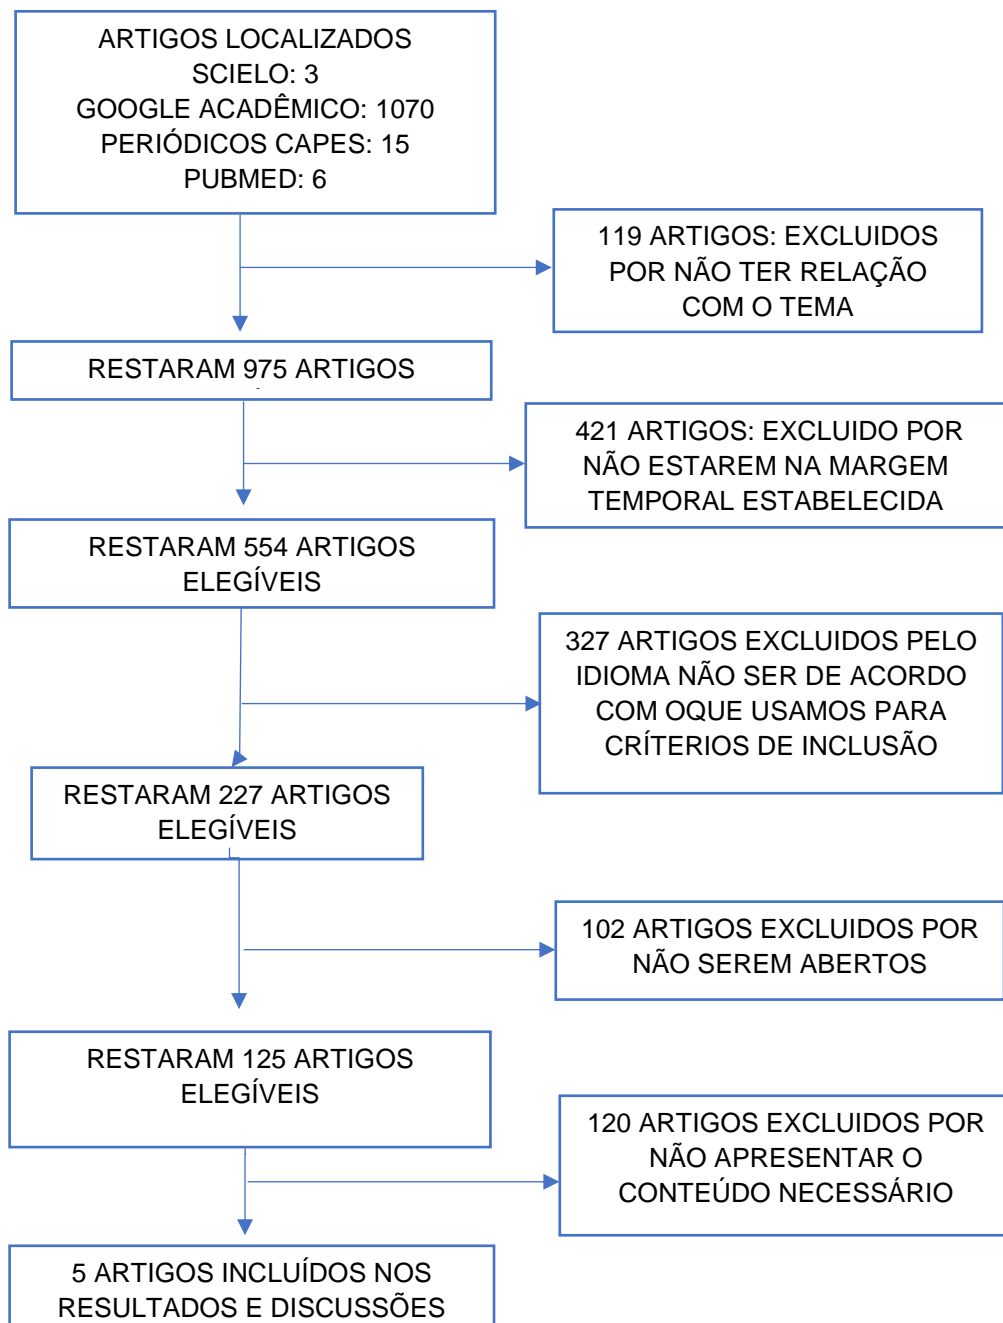 ARTIGOS LOCALIZADOS
SCIELO: 3
GOOGLE ACADÊMICO: 1070
PERIÓDICOS CAPES: 15
PUBMED: 6
119 ARTIGOS: EXCLUIDOS
POR NÃO TER RELAÇÃO
COM O TEMA
RESTARAM 975 ARTIGOS
421 ARTIGOS: EXCLUIDO POR
NÃO ESTAREM NA MARGEM
TEMPORAL ESTABELECIDA
RESTARAM 554 ARTIGOS
ELEGÍVEIS
327 ARTIGOS EXCLUIDOS PELO
IDIOMA NÃO SER DE ACORDO
COM OQUE USAMOS PARA
CRÍTERIOS DE INCLUSÃO
RESTARAM 227 ARTIGOS
ELEGÍVEIS
102 ARTIGOS EXCLUIDOS POR
NÃO SEREM ABERTOS
RESTARAM 125 ARTIGOS
ELEGÍVEIS
120 ARTIGOS EXCLUIDOS POR
NÃO APRESENTAR O
CONTEÚDO NECESSÁRIO
5 ARTIGOS INCLUÍDOS NOS
RESULTADOS E DISCUSSÕES